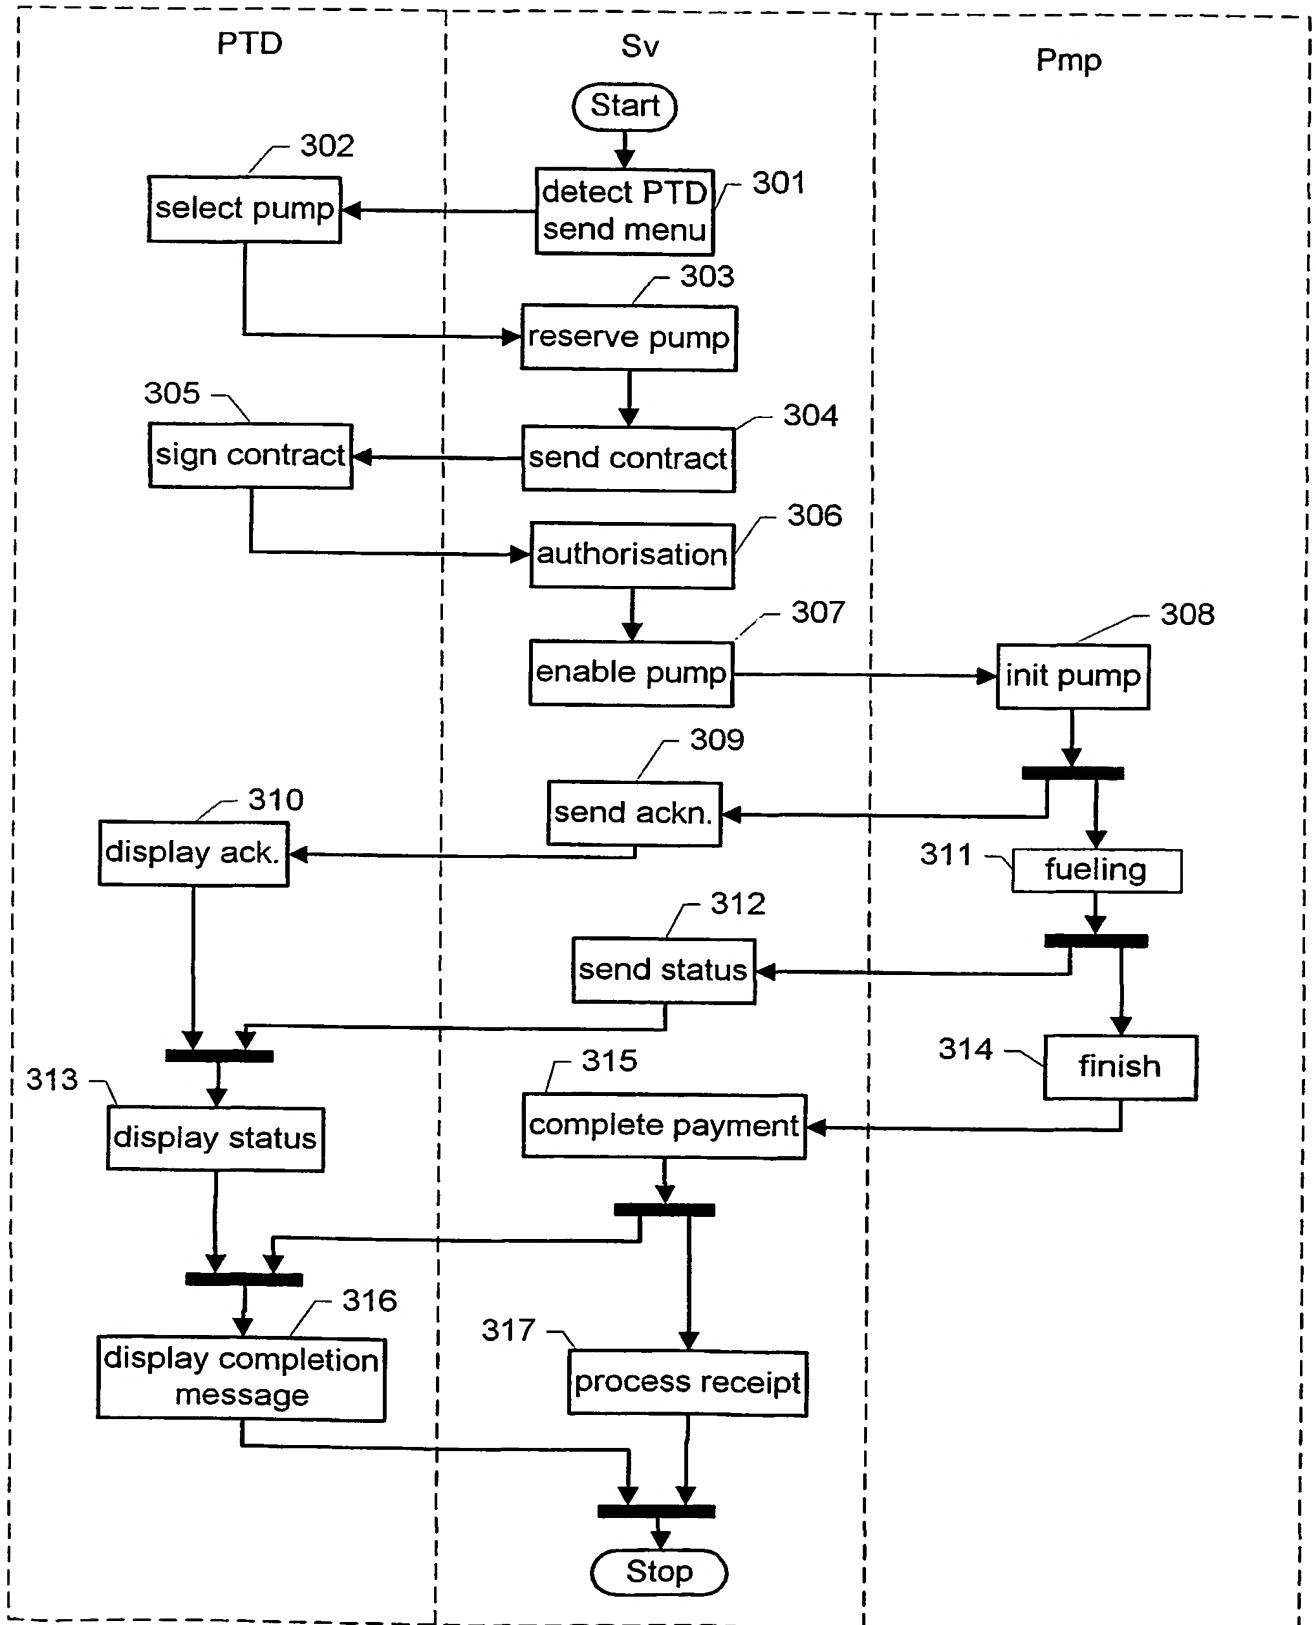 PTD
Sv
Pmp
Start
302
select pump
detect PTD
send menu
301
303
reserve pump
305
sign contract
304
send contract
306
authorisation
307
enable pump
308
init pump
309
send ackn.
310
display ack.
311
fueling
312
send status
313
display status
314
finish
315
complete payment
316
display completion
message
317
process receipt
Stop